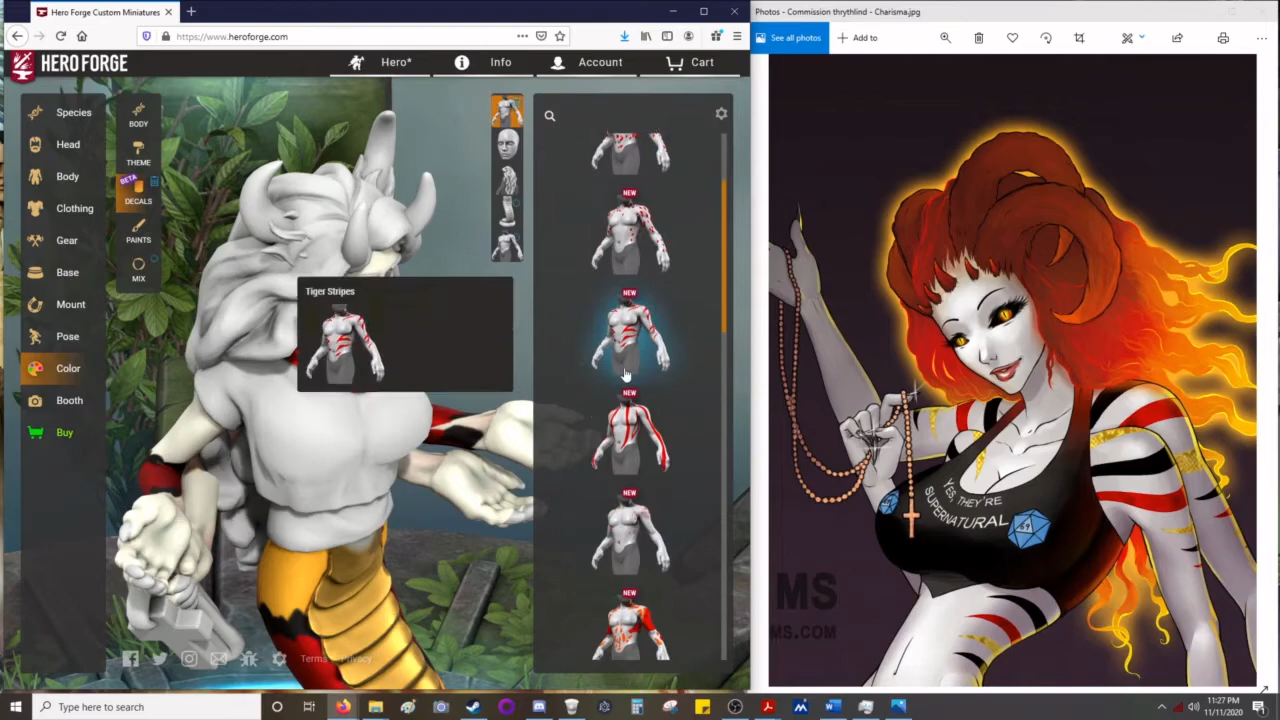 Hero Forge Custom Miniatures
Photos - Commission thrythlind - Charisma.jpg
https://www.heroforge.com
See all photos
Add to
HERO FORGE
Hero*
Info
Account
Cart
Species
Head
Body
Clothing
Gear
Base
Mount
Pose
Color
Booth
Buy
BODY
THEME
BETA
DECALS
PAINTS
MIX
Tiger Stripes
NEW
NEW
NEW
NEW
NEW
Terms
Privacy
YES, THEY'RE
SUPERNATURAL
69
MS
MS.COM
Type here to search
11:27 PM
11/11/2020